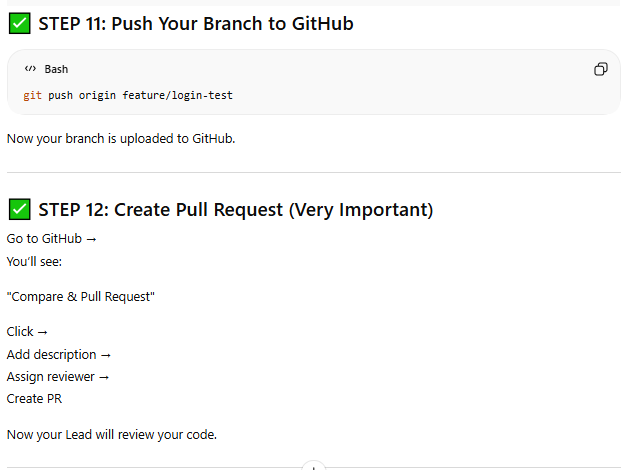 ✅ STEP 11: Push Your Branch to GitHub
</> Bash
git push origin feature/login-test
Now your branch is uploaded to GitHub.
✅ STEP 12: Create Pull Request (Very Important)
Go to GitHub →
You'll see:
"Compare & Pull Request"
Click →
Add description →
Assign reviewer →
Create PR
Now your Lead will review your code.